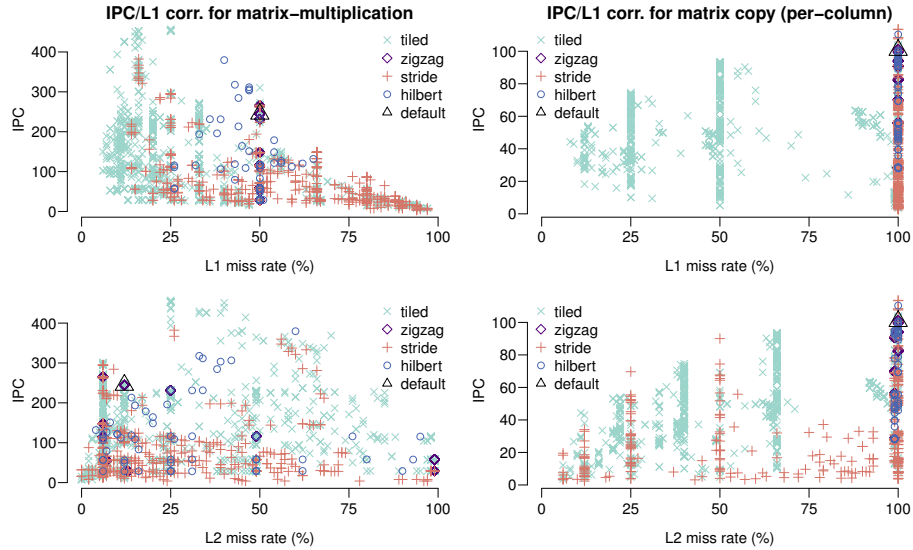 IPC/L1 corr. for matrix−multiplication
IPC
400
300
200
100
0
0 25 50 75 100
L1 miss rate (%)
tiled
zigzag
stride
hilbert
default
IPC/L1 corr. for matrix copy (per−column)
IPC
100
80
60
40
20
0
0 25 50 75 100
L1 miss rate (%)
tiled
zigzag
stride
hilbert
default
IPC
400
300
200
100
0
0 25 50 75 100
L2 miss rate (%)
tiled
zigzag
stride
hilbert
default
IPC
100
80
60
40
20
0
0 25 50 75 100
L2 miss rate (%)
tiled
zigzag
stride
hilbert
default